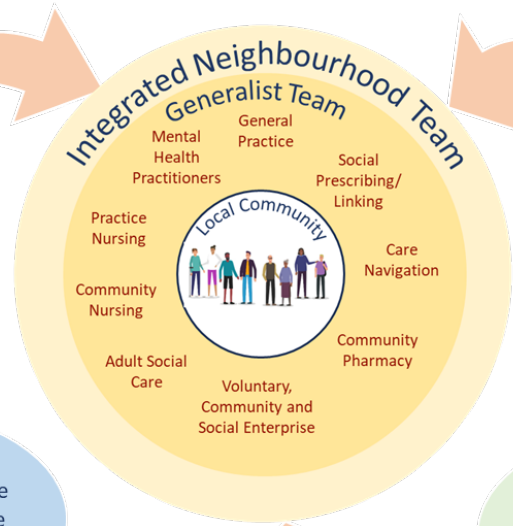 Integrated Neighbourhood Team
Generalist Team
General
Practice
Mental
Health
Practitioners
Social
Prescribing/
Linking
Practice
Nursing
Local Community
Care
Navigation
Community
Nursing
Community
Pharmacy
Adult Social
Care
Voluntary,
Community and
Social Enterprise